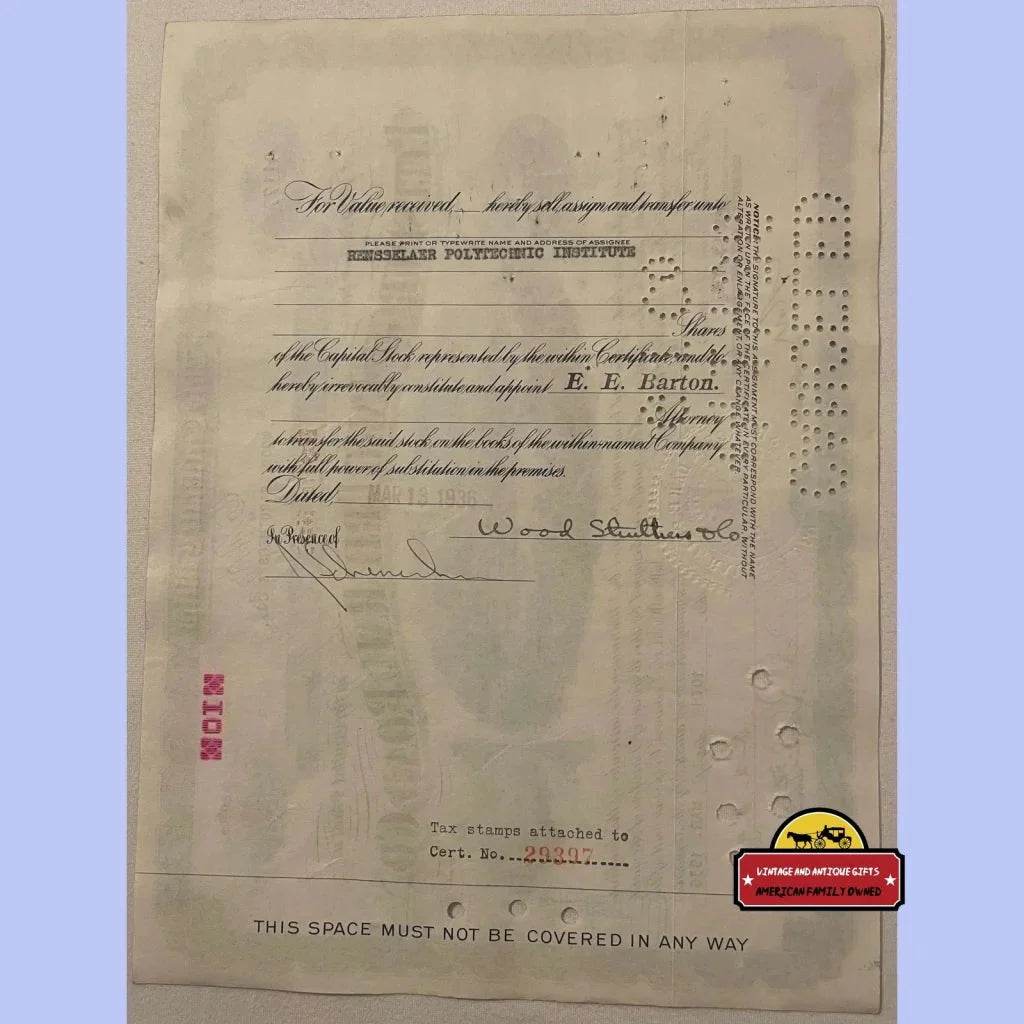 For Value received, hereby sell, assign and transfer unto
PLEASE PRINT OR TYPEWRITE NAME AND ADDRESS OF ASSIGNEE
RENSSELAER POLYTECHNIC INSTITUTE
Shares
of the Capital Stock represented by the within Certificate, and do
hereby irrevocably constitute and appoint E. E. Barton.
Attorney
to transfer the said stock on the books of the within-named Company
with full power of substitution in the premises.
Dated, MAR 13 1936
In Presence of
Wood Struthers & Co
NOTICE: THE SIGNATURE TO THIS ASSIGNMENT MUST CORRESPOND WITH THE NAME
AS WRITTEN UPON THE FACE OF THE CERTIFICATE IN EVERY PARTICULAR, WITHOUT
ALTERATION OR ENLARGEMENT OR ANY CHANGE WHATEVER.
Tax stamps attached to
Cert. No. 29397
THIS SPACE MUST NOT BE COVERED IN ANY WAY
VINTAGE AND ANTIQUE GIFTS
AMERICAN FAMILY OWNED